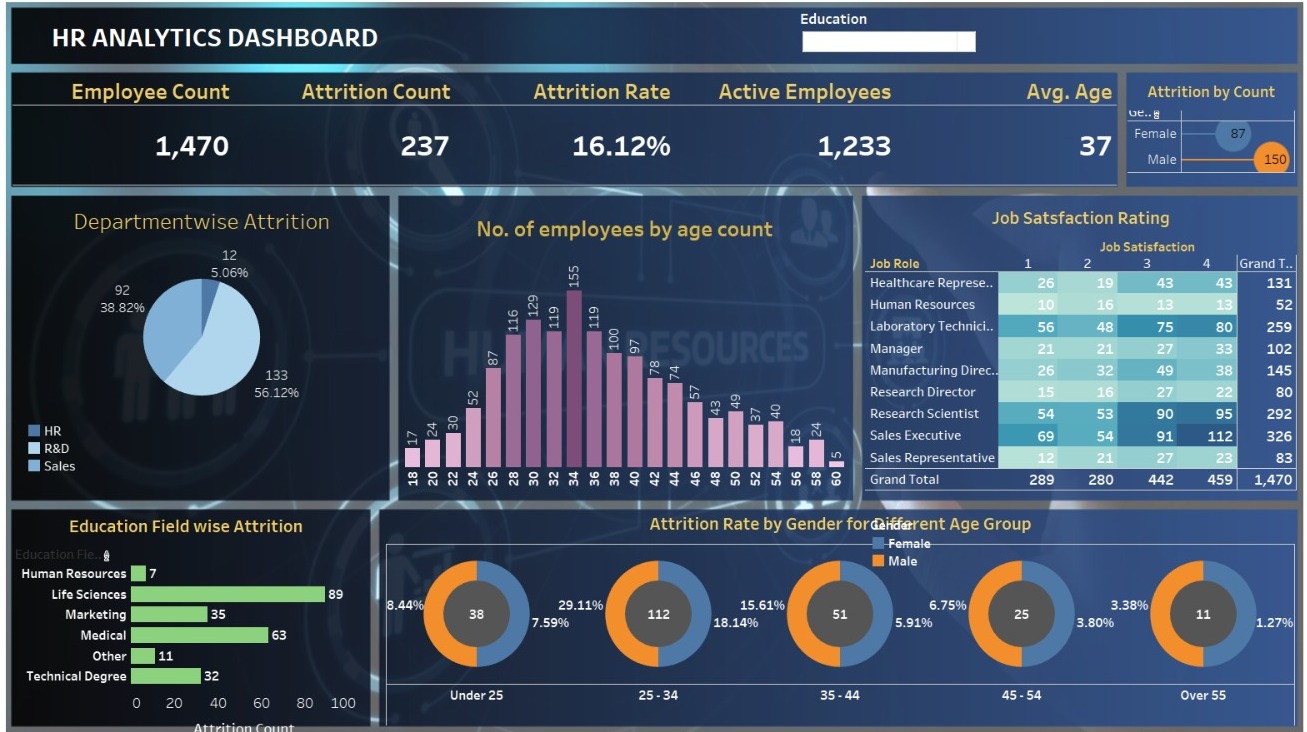 HR ANALYTICS DASHBOARD
Education
Employee Count Attrition Count Attrition Rate Active Employees Avg. Age
1,470 237 16.12% 1,233 37
Attrition by Count
Ge..
Female 87
Male 150
Departmentwise Attrition
12
5.06%
92
38.82%
133
56.12%
HR
R&D
Sales
No. of employees by age count
17 24 30 52 87 116 129 119 155 119 100 97 78 74 57 43 49 37 40 18 24 5
18 20 22 24 26 28 30 32 34 36 38 40 42 44 46 48 50 52 54 56 58 60
HUMAN RESOURCES
Job Satsfaction Rating
Job Satisfaction
Job Role 1 2 3 4 Grand T..
Healthcare Represe.. 26 19 43 43 131
Human Resources 10 16 13 13 52
Laboratory Technici.. 56 48 75 80 259
Manager 21 21 27 33 102
Manufacturing Direc.. 26 32 49 38 145
Research Director 15 16 27 22 80
Research Scientist 54 53 90 95 292
Sales Executive 69 54 91 112 326
Sales Representative 12 21 27 23 83
Grand Total 289 280 442 459 1,470
Education Field wise Attrition
Education Fie..
Human Resources 7
Life Sciences 89
Marketing 35
Medical 63
Other 11
Technical Degree 32
0 20 40 60 80 100
Attrition Count
Attrition Rate by Gender for Different Age Group
Gender
Female
Male
8.44% 38 7.59%
29.11% 112 18.14%
15.61% 51 5.91%
6.75% 25 3.80%
3.38% 11 1.27%
Under 25 25 - 34 35 - 44 45 - 54 Over 55